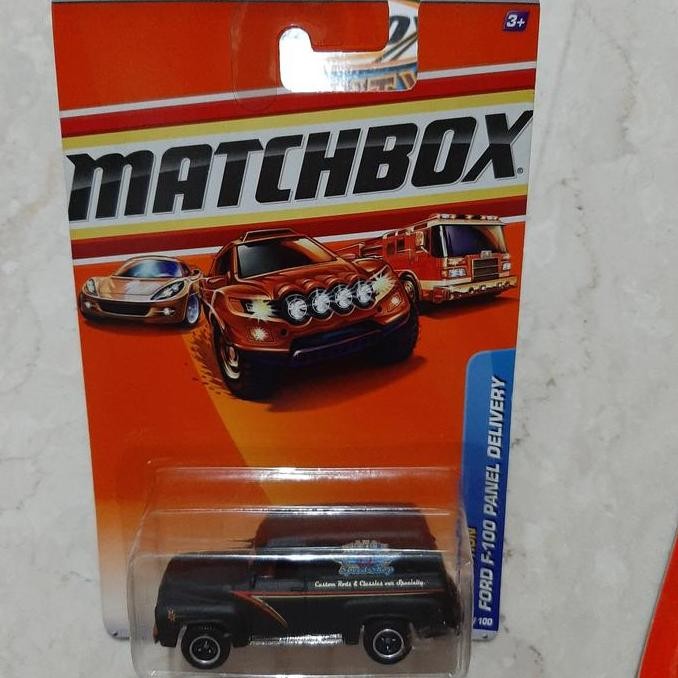 3+
MATCHBOX
FORD F-100 PANEL DELIVERY
/100
Custom Rods & Classics our Specialty.